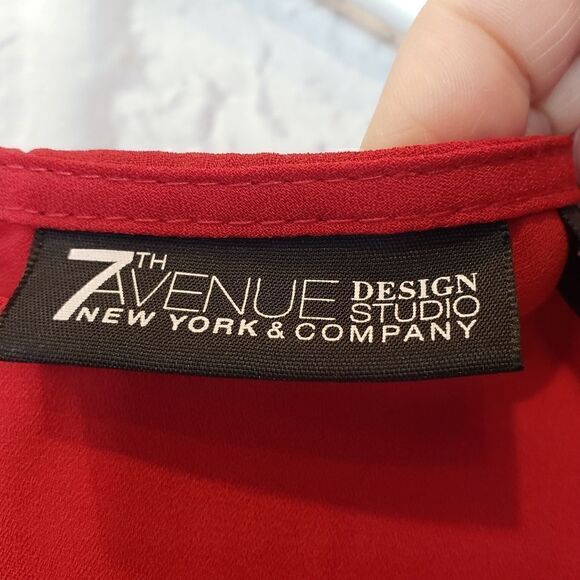 7TH AVENUE DESIGN STUDIO
NEW YORK & COMPANY